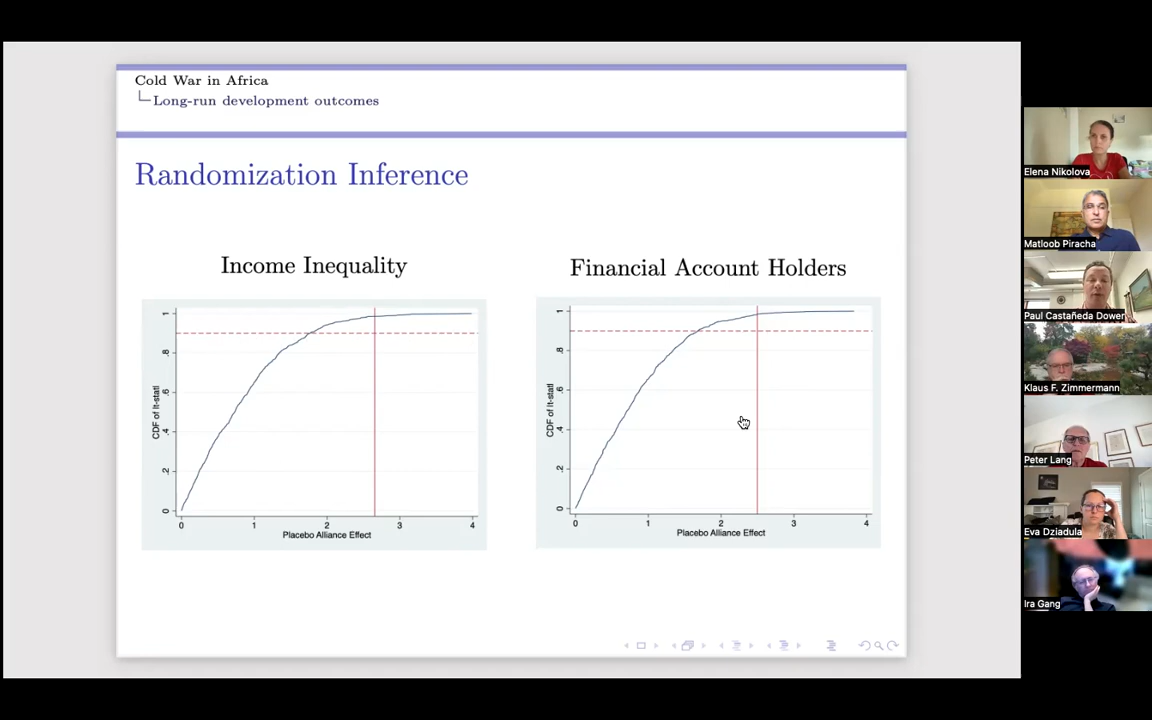 Cold War in Africa
Long-run development outcomes
Randomization Inference
Income Inequality
Financial Account Holders
CDF of |t-stat|
1
.8
.6
.4
.2
0
0 1 2 3 4
Placebo Alliance Effect
CDF of |t-stat|
1
.8
.6
.4
.2
0
0 1 2 3 4
Placebo Alliance Effect
Elena Nikolova
Matloob Piracha
Paul Castañeda Dower
Klaus F. Zimmermann
Peter Lang
Eva Dziadula
Ira Gang